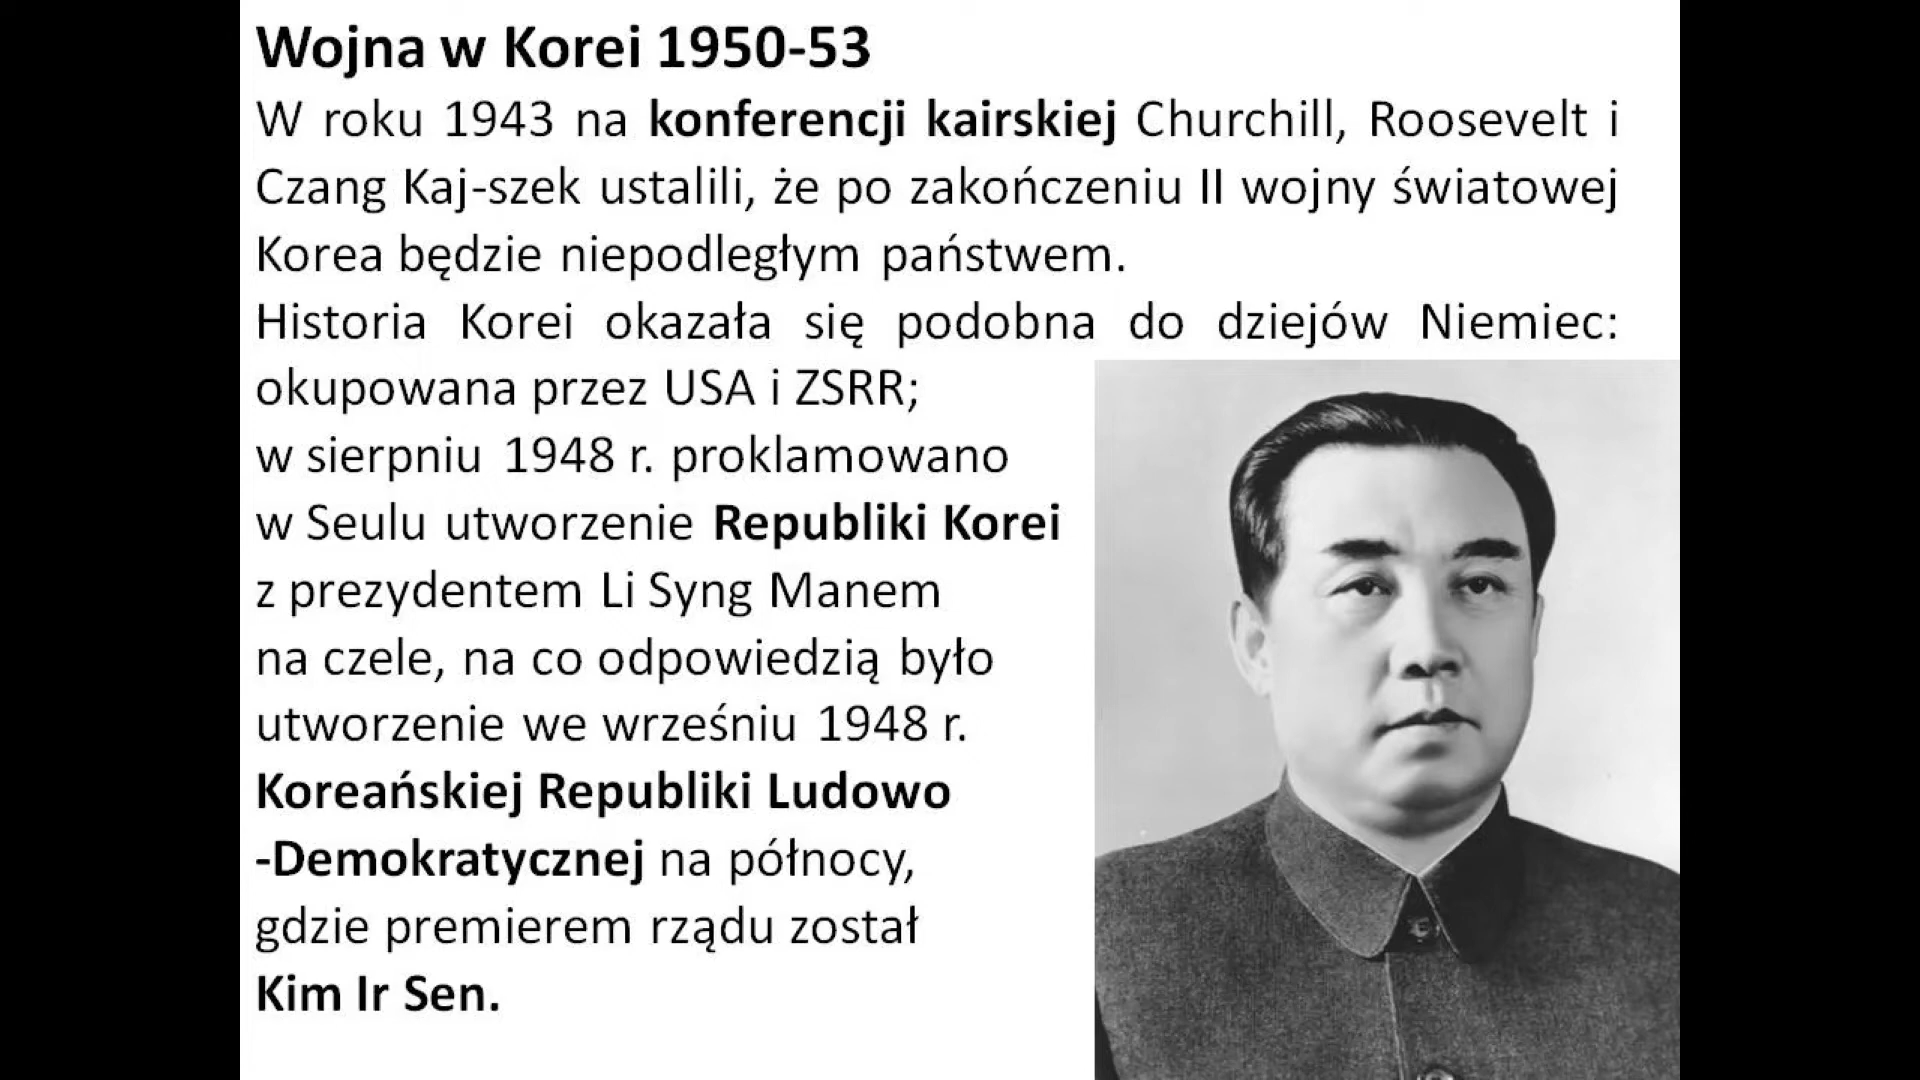 Wojna w Korei 1950-53
W roku 1943 na konferencji kairskiej Churchill, Roosevelt i
Czang Kaj-szek ustalili, że po zakończeniu II wojny światowej
Korea będzie niepodległym państwem.
Historia Korei okazała się podobna do dziejów Niemiec:
okupowana przez USA i ZSRR;
w sierpniu 1948 r. proklamowano
w Seulu utworzenie Republiki Korei
z prezydentem Li Syng Manem
na czele, na co odpowiedzią było
utworzenie we wrześniu 1948 r.
Koreańskiej Republiki Ludowo
-Demokratycznej na północy,
gdzie premierem rządu został
Kim Ir Sen.